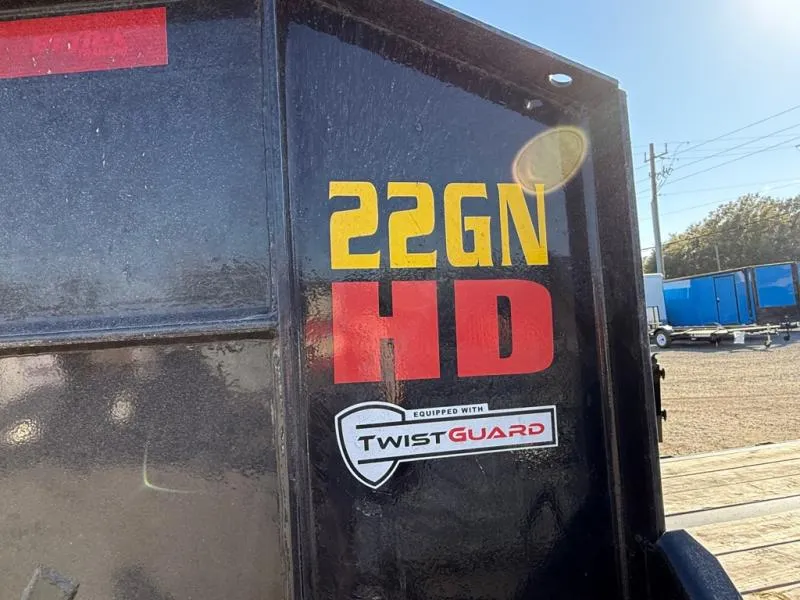 22GN
HD
EQUIPPED WITH
TWISTGUARD